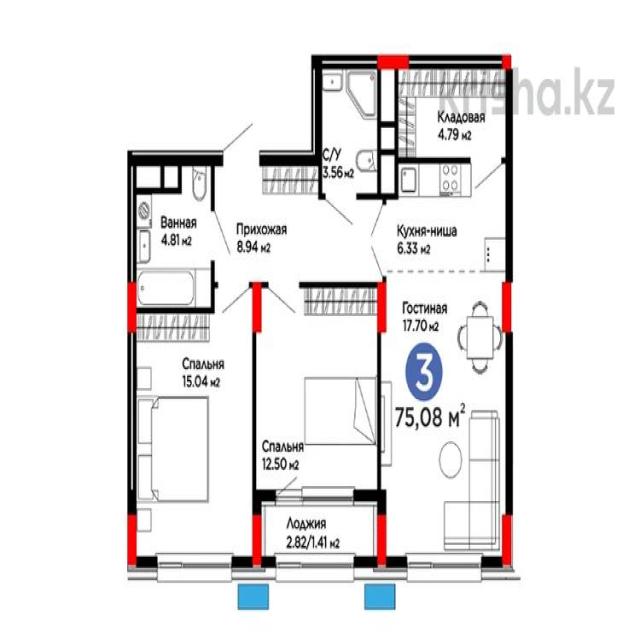 krisha.kz
Кладовая
4.79 м2
С/У
3.56 м2
Ванная
4.81 м2
Прихожая
8.94 м2
Кухня-ниша
6.33 м2
Гостиная
17.70 м2
Спальня
15.04 м2
3
75,08 м2
Спальня
12.50 м2
Лоджия
2.82/1.41 м2